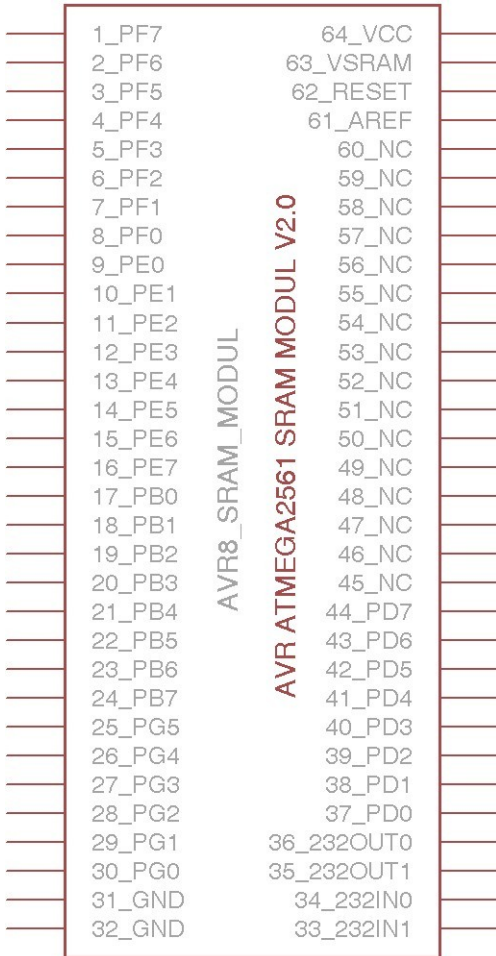 1_PF7
2_PF6
3_PF5
4_PF4
5_PF3
6_PF2
7_PF1
8_PF0
9_PE0
10_PE1
11_PE2
12_PE3
13_PE4
14_PE5
15_PE6
16_PE7
17_PB0
18_PB1
19_PB2
20_PB3
21_PB4
22_PB5
23_PB6
24_PB7
25_PG5
26_PG4
27_PG3
28_PG2
29_PG1
30_PG0
31_GND
32_GND
AVR8_SRAM_MODUL
AVR ATMEGA2561 SRAM MODUL V2.0
64_VCC
63_VSRAM
62_RESET
61_AREF
60_NC
59_NC
58_NC
57_NC
56_NC
55_NC
54_NC
53_NC
52_NC
51_NC
50_NC
49_NC
48_NC
47_NC
46_NC
45_NC
44_PD7
43_PD6
42_PD5
41_PD4
40_PD3
39_PD2
38_PD1
37_PD0
36_232OUT0
35_232OUT1
34_232IN0
33_232IN1